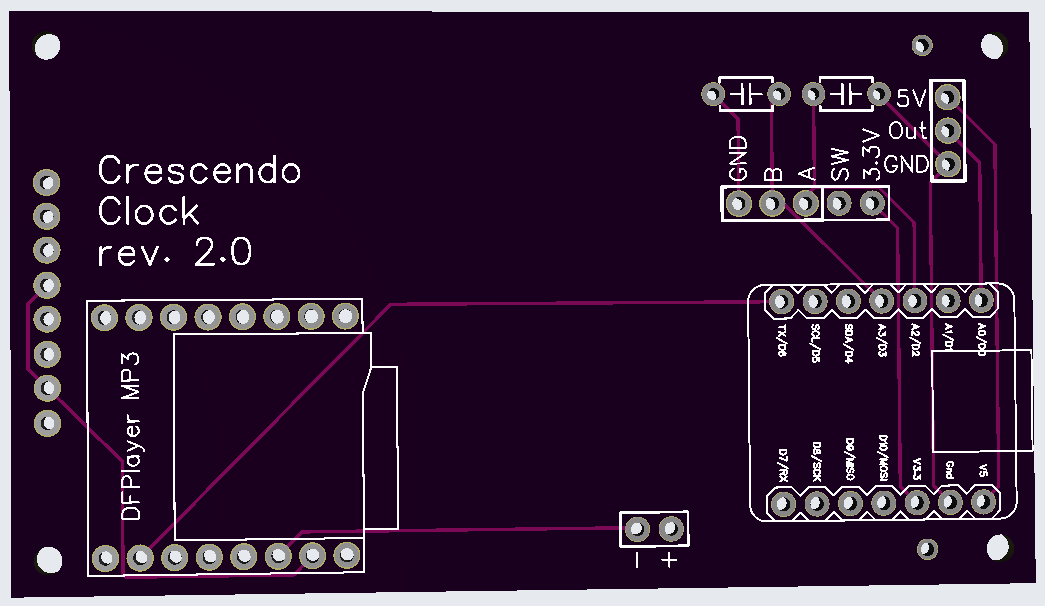 5V
Out
GND
GND
B
A
SW
3.3V
Crescendo
Clock
rev. 2.0
DFPlayer MP3
TX/D6
SCL/D5
SDA/D4
A3/D3
A2/D2
A1/D1
A0/D0
D7/RX
D8/SCK
D9/MISO
D10/MOSI
V3.3
Gnd
V5
- +